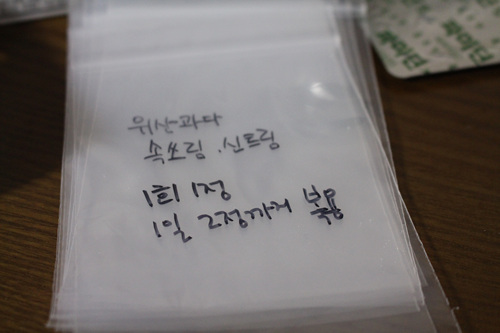 위산과다
속쓰림, 신트림
1회 1정
1일 2정까지 복용